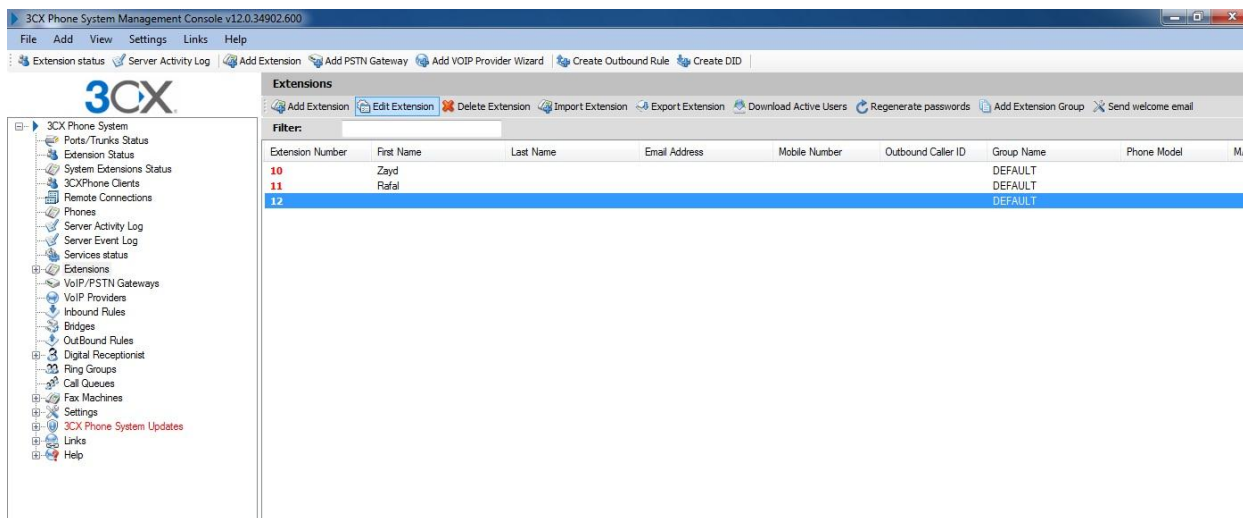 3CX Phone System Management Console v12.0.34902.600
File Add View Settings Links Help
Extension status Server Activity Log Add Extension Add PSTN Gateway Add VOIP Provider Wizard Create Outbound Rule Create DID
3CX
3CX Phone System
Ports/Trunks Status
Extension Status
System Extensions Status
3CXPhone Clients
Remote Connections
Phones
Server Activity Log
Server Event Log
Services status
Extensions
VoIP/PSTN Gateways
VoIP Providers
Inbound Rules
Bridges
OutBound Rules
Digital Receptionist
Ring Groups
Call Queues
Fax Machines
Settings
3CX Phone System Updates
Links
Help
Extensions
Add Extension Edit Extension Delete Extension Import Extension Export Extension Download Active Users Regenerate passwords Add Extension Group Send welcome email
Filter:
Extension Number First Name Last Name Email Address Mobile Number Outbound Caller ID Group Name Phone Model
10 Zayd DEFAULT
11 Rafal DEFAULT
12 DEFAULT